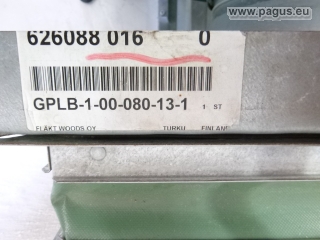 www.pagus.eu
626088 016 0
GPLB-1-00-080-13-1 1 ST
FLÄKT WOODS OY TURKU FINLAND